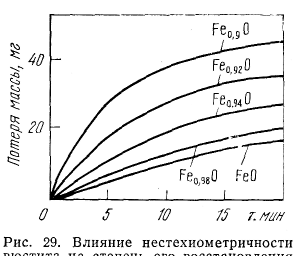 Потеря массы, мг
40
20
Fe0,9O
Fe0,92O
Fe0,94O
Fe0,98O
FeO
0 5 10 15 τ. мин
Рис. 29. Влияние нестехиометричности
вюстита на степень его восстановления